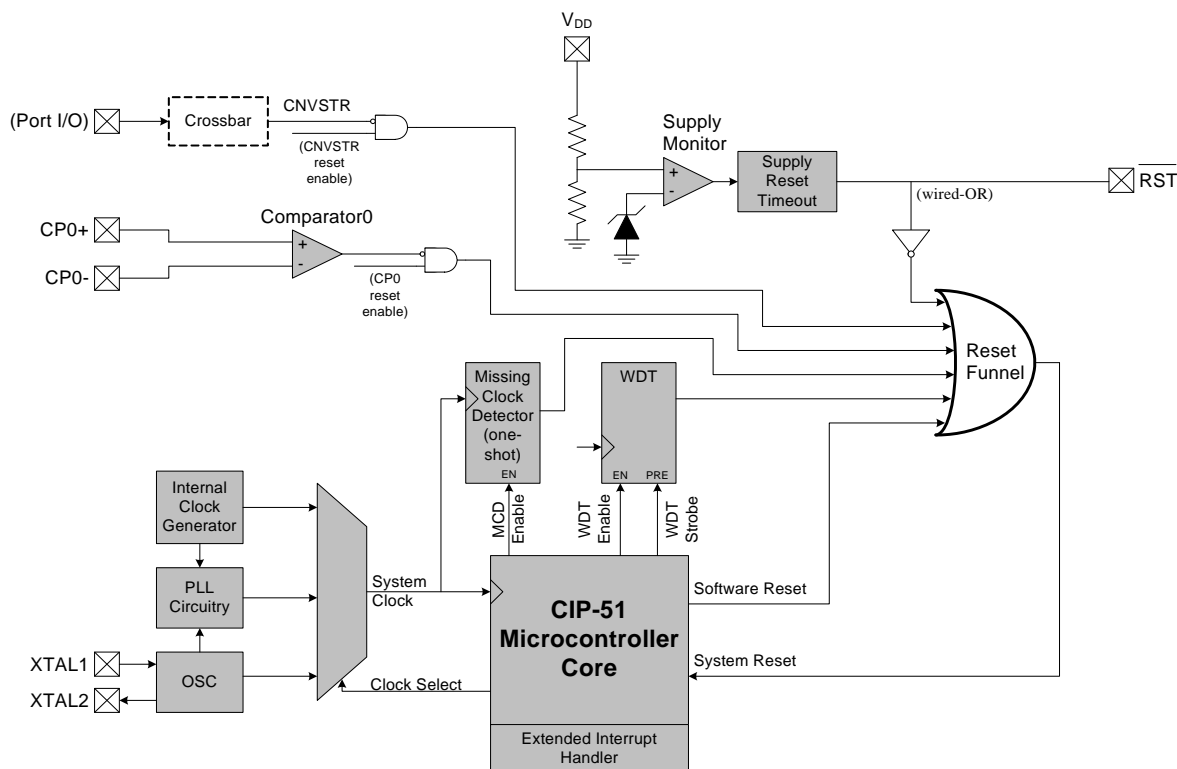 VDD
(Port I/O)
Crossbar
CNVSTR
(CNVSTR
reset
enable)
Supply
Monitor
+
-
Supply
Reset
Timeout
(wired-OR)
RST
CP0+
CP0-
Comparator0
+
-
(CP0
reset
enable)
Reset
Funnel
Missing
Clock
Detector
(one-
shot)
EN
WDT
EN
PRE
MCD
Enable
WDT
Enable
WDT
Strobe
Internal
Clock
Generator
PLL
Circuitry
OSC
XTAL1
XTAL2
System
Clock
Clock Select
CIP-51
Microcontroller
Core
Extended Interrupt
Handler
Software Reset
System Reset